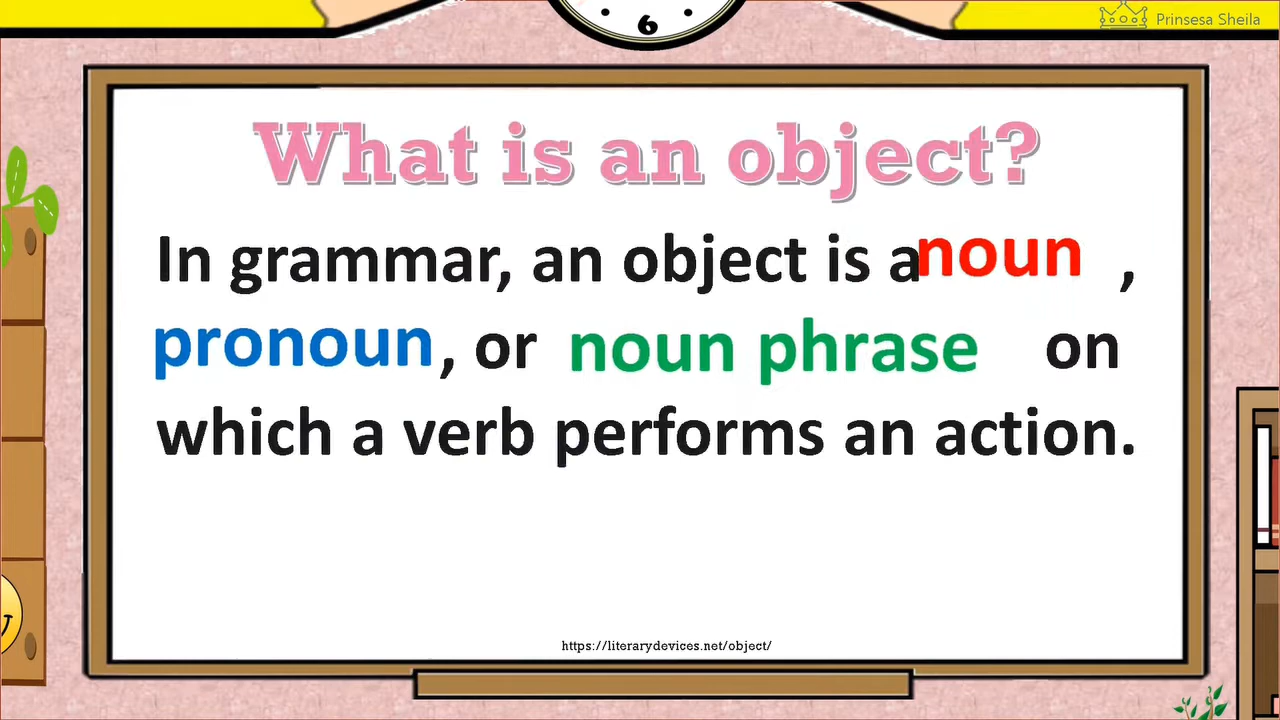 6
Prinsesa Sheila
What is an object?
In grammar, an object is a noun ,
pronoun , or noun phrase on
which a verb performs an action.
https://literarydevices.net/object/